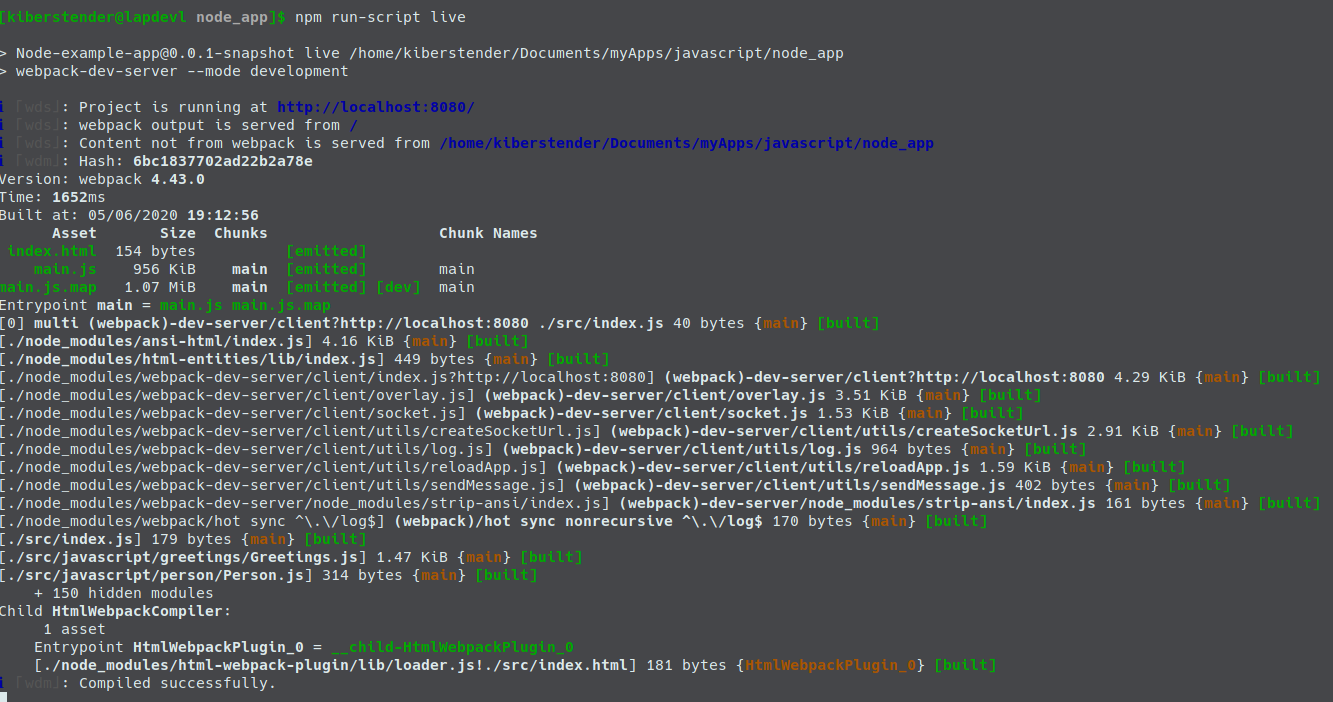 [kiberstender@lapdevl node_app]$ npm run-script live
> Node-example-app@0.0.1-snapshot live /home/kiberstender/Documents/myApps/javascript/node_app
> webpack-dev-server --mode development
ℹ ｢wds｣: Project is running at http://localhost:8080/
ℹ ｢wds｣: webpack output is served from /
ℹ ｢wds｣: Content not from webpack is served from /home/kiberstender/Documents/myApps/javascript/node_app
ℹ ｢wdm｣: Hash: 6bc1837702ad22b2a78e
Version: webpack 4.43.0
Time: 1652ms
Built at: 05/06/2020 19:12:56
Asset Size Chunks Chunk Names
index.html 154 bytes [emitted]
main.js 956 KiB main [emitted] main
main.js.map 1.07 MiB main [emitted] [dev] main
Entrypoint main = main.js main.js.map
[0] multi (webpack)-dev-server/client?http://localhost:8080 ./src/index.js 40 bytes {main} [built]
[./node_modules/ansi-html/index.js] 4.16 KiB {main} [built]
[./node_modules/html-entities/lib/index.js] 449 bytes {main} [built]
[./node_modules/webpack-dev-server/client/index.js?http://localhost:8080] (webpack)-dev-server/client?http://localhost:8080 4.29 KiB {main} [built]
[./node_modules/webpack-dev-server/client/overlay.js] (webpack)-dev-server/client/overlay.js 3.51 KiB {main} [built]
[./node_modules/webpack-dev-server/client/socket.js] (webpack)-dev-server/client/socket.js 1.53 KiB {main} [built]
[./node_modules/webpack-dev-server/client/utils/createSocketUrl.js] (webpack)-dev-server/client/utils/createSocketUrl.js 2.91 KiB {main} [built]
[./node_modules/webpack-dev-server/client/utils/log.js] (webpack)-dev-server/client/utils/log.js 964 bytes {main} [built]
[./node_modules/webpack-dev-server/client/utils/reloadApp.js] (webpack)-dev-server/client/utils/reloadApp.js 1.59 KiB {main} [built]
[./node_modules/webpack-dev-server/client/utils/sendMessage.js] (webpack)-dev-server/client/utils/sendMessage.js 402 bytes {main} [built]
[./node_modules/webpack-dev-server/node_modules/strip-ansi/index.js] (webpack)-dev-server/node_modules/strip-ansi/index.js 161 bytes {main} [built]
[./node_modules/webpack/hot sync ^\.\/log$] (webpack)/hot sync nonrecursive ^\.\/log$ 170 bytes {main} [built]
[./src/index.js] 179 bytes {main} [built]
[./src/javascript/greetings/Greetings.js] 1.47 KiB {main} [built]
[./src/javascript/person/Person.js] 314 bytes {main} [built]
+ 150 hidden modules
Child HtmlWebpackCompiler:
1 asset
Entrypoint HtmlWebpackPlugin_0 = __child-HtmlWebpackPlugin_0
[./node_modules/html-webpack-plugin/lib/loader.js!./src/index.html] 181 bytes {HtmlWebpackPlugin_0} [built]
ℹ ｢wdm｣: Compiled successfully.